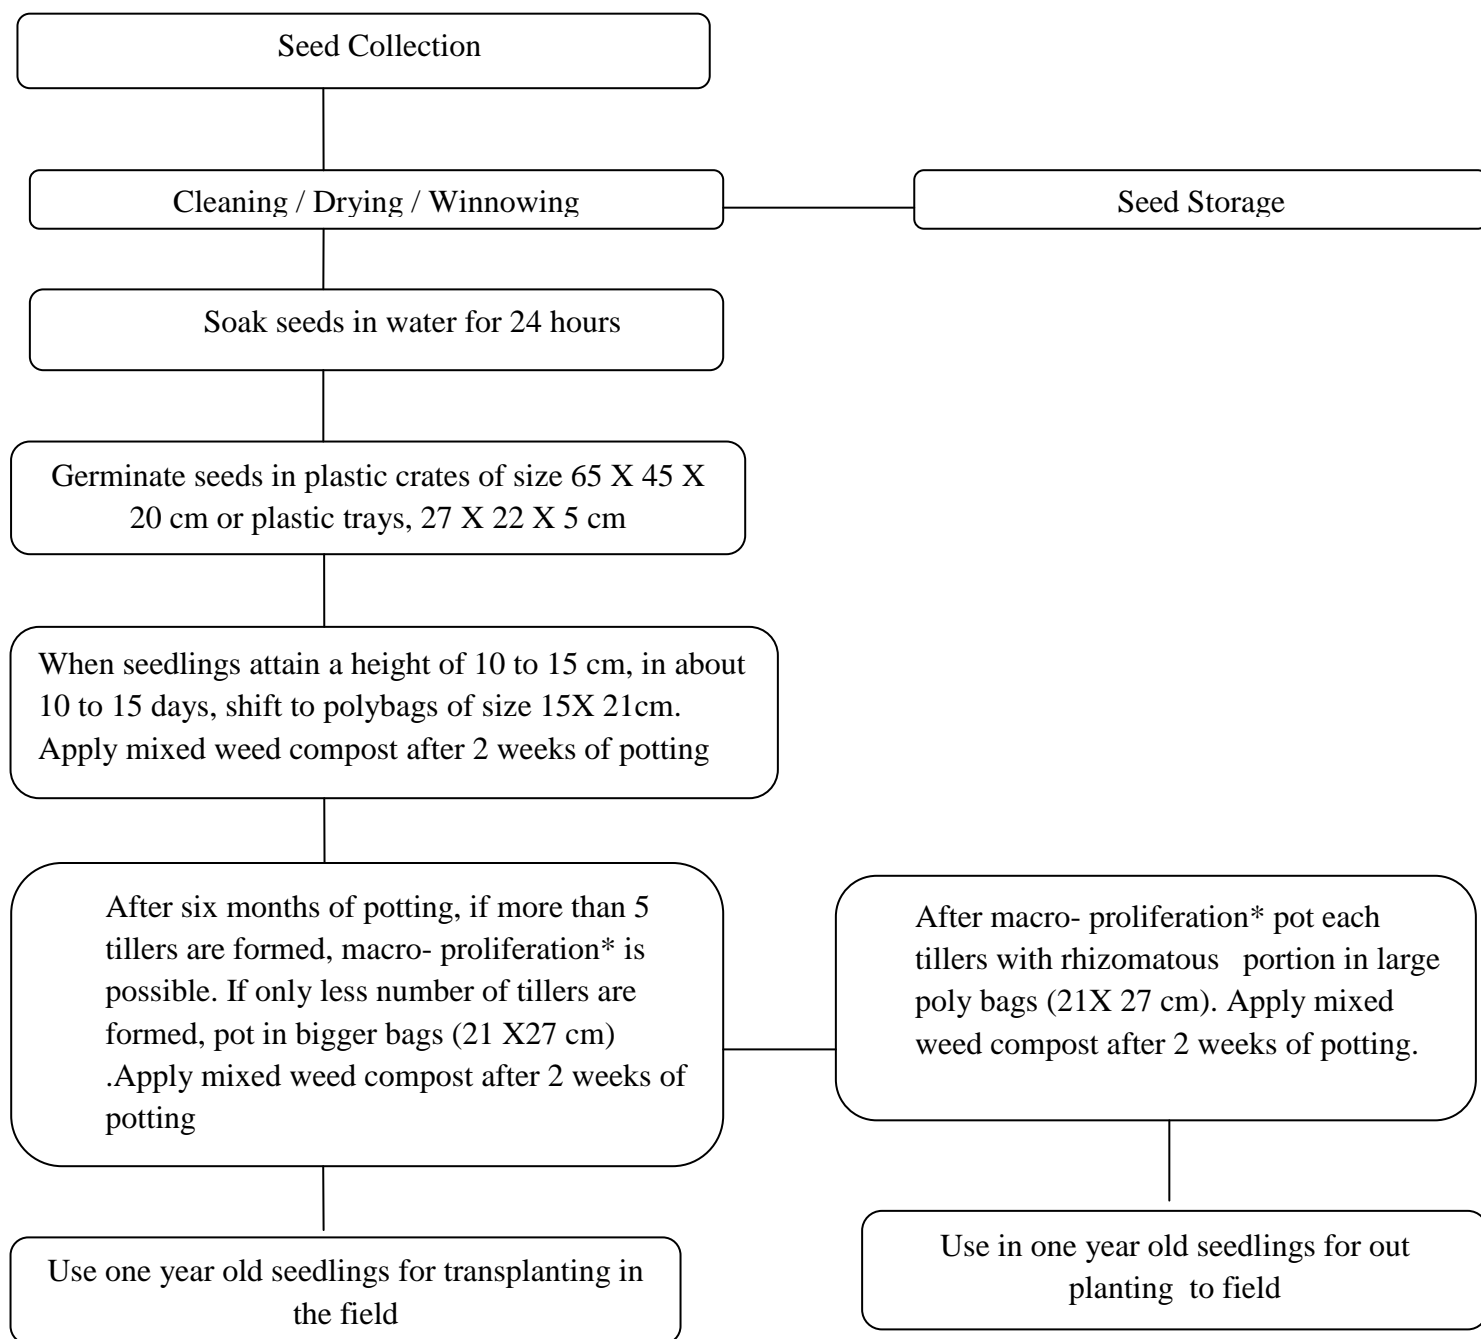 Seed Collection
Cleaning / Drying / Winnowing
Seed Storage
Soak seeds in water for 24 hours
Germinate seeds in plastic crates of size 65 X 45 X
20 cm or plastic trays, 27 X 22 X 5 cm
When seedlings attain a height of 10 to 15 cm, in about
10 to 15 days, shift to polybags of size 15X 21cm.
Apply mixed weed compost after 2 weeks of potting
After six months of potting, if more than 5
tillers are formed, macro- proliferation* is
possible. If only less number of tillers are
formed, pot in bigger bags (21 X27 cm)
.Apply mixed weed compost after 2 weeks of
potting
After macro- proliferation* pot each
tillers with rhizomatous portion in large
poly bags (21X 27 cm). Apply mixed
weed compost after 2 weeks of potting.
Use one year old seedlings for transplanting in
the field
Use in one year old seedlings for out
planting to field